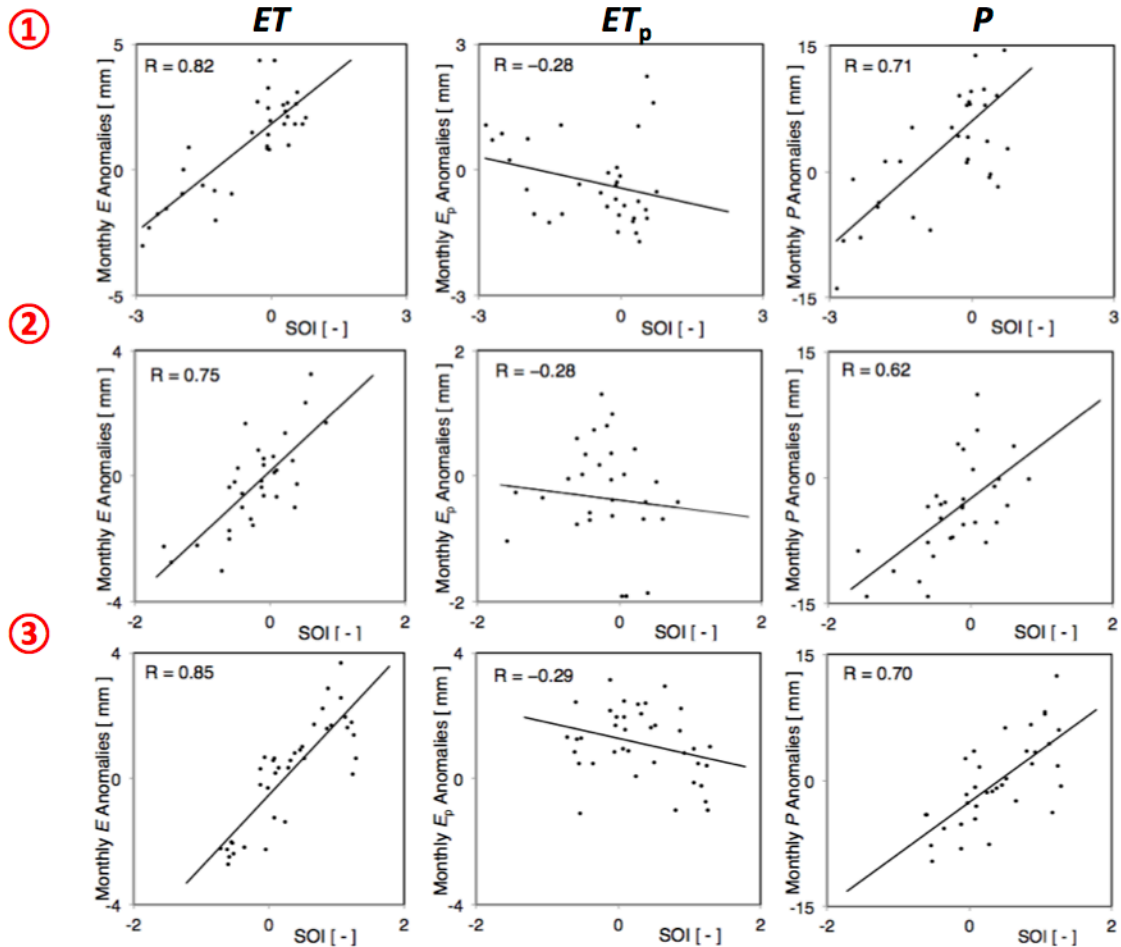 ① ET ETp P
5 3 15
R = 0.82 R = −0.28 R = 0.71
Monthly E Anomalies [ mm ] Monthly Ep Anomalies [ mm ] Monthly P Anomalies [ mm ]
0 0 0
-5 -3 -15
-3 0 3 -3 0 3 -3 0 3
SOI [ - ] SOI [ - ] SOI [ - ]
② 
4 2 15
R = 0.75 R = −0.28 R = 0.62
Monthly E Anomalies [ mm ] Monthly Ep Anomalies [ mm ] Monthly P Anomalies [ mm ]
0 0 0
-4 -2 -15
-2 0 2 -2 0 2 -2 0 2
SOI [ - ] SOI [ - ] SOI [ - ]
③
4 4 15
R = 0.85 R = −0.29 R = 0.70
Monthly E Anomalies [ mm ] Monthly Ep Anomalies [ mm ] Monthly P Anomalies [ mm ]
0 0 0
-4 -4 -15
-2 0 2 -2 0 2 -2 0 2
SOI [ - ] SOI [ - ] SOI [ - ]